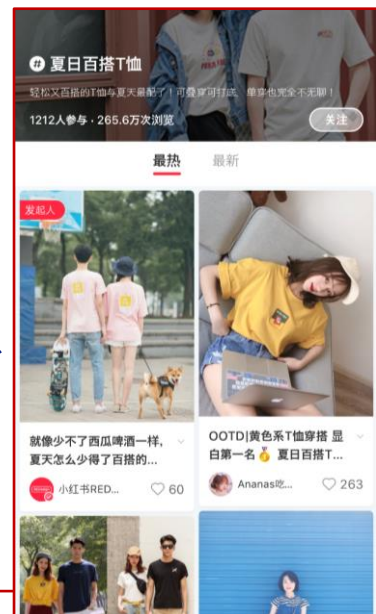 # 夏日百搭T恤
轻松又百搭的T恤与夏天最配了！可叠穿可打底，单穿也完全不无聊！
1212人参与 · 265.6万次浏览
关注
最热 最新
发起人
就像少不了西瓜啤酒一样，
夏天怎么少得了百搭的...
小红书RED...
60
OOTD|黄色系T恤穿搭 显
白第一名🥇 夏日百搭T...
Ananas吃...
263